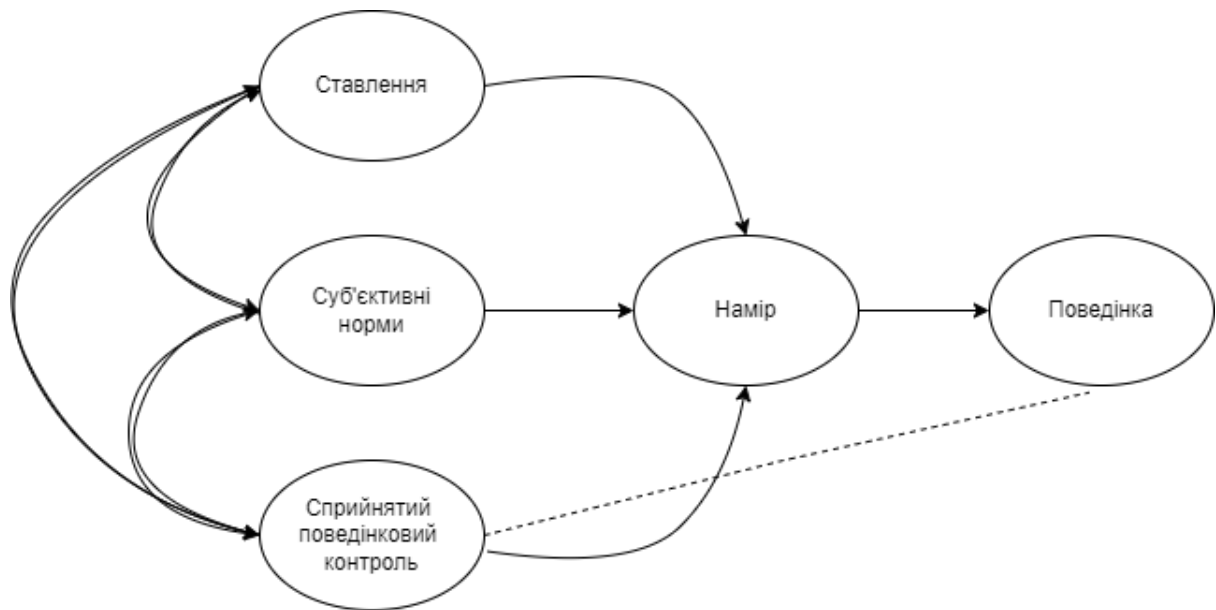 Ставлення
Суб'єктивні
норми
Намір
Поведінка
Сприйнятий
поведінковий
контроль